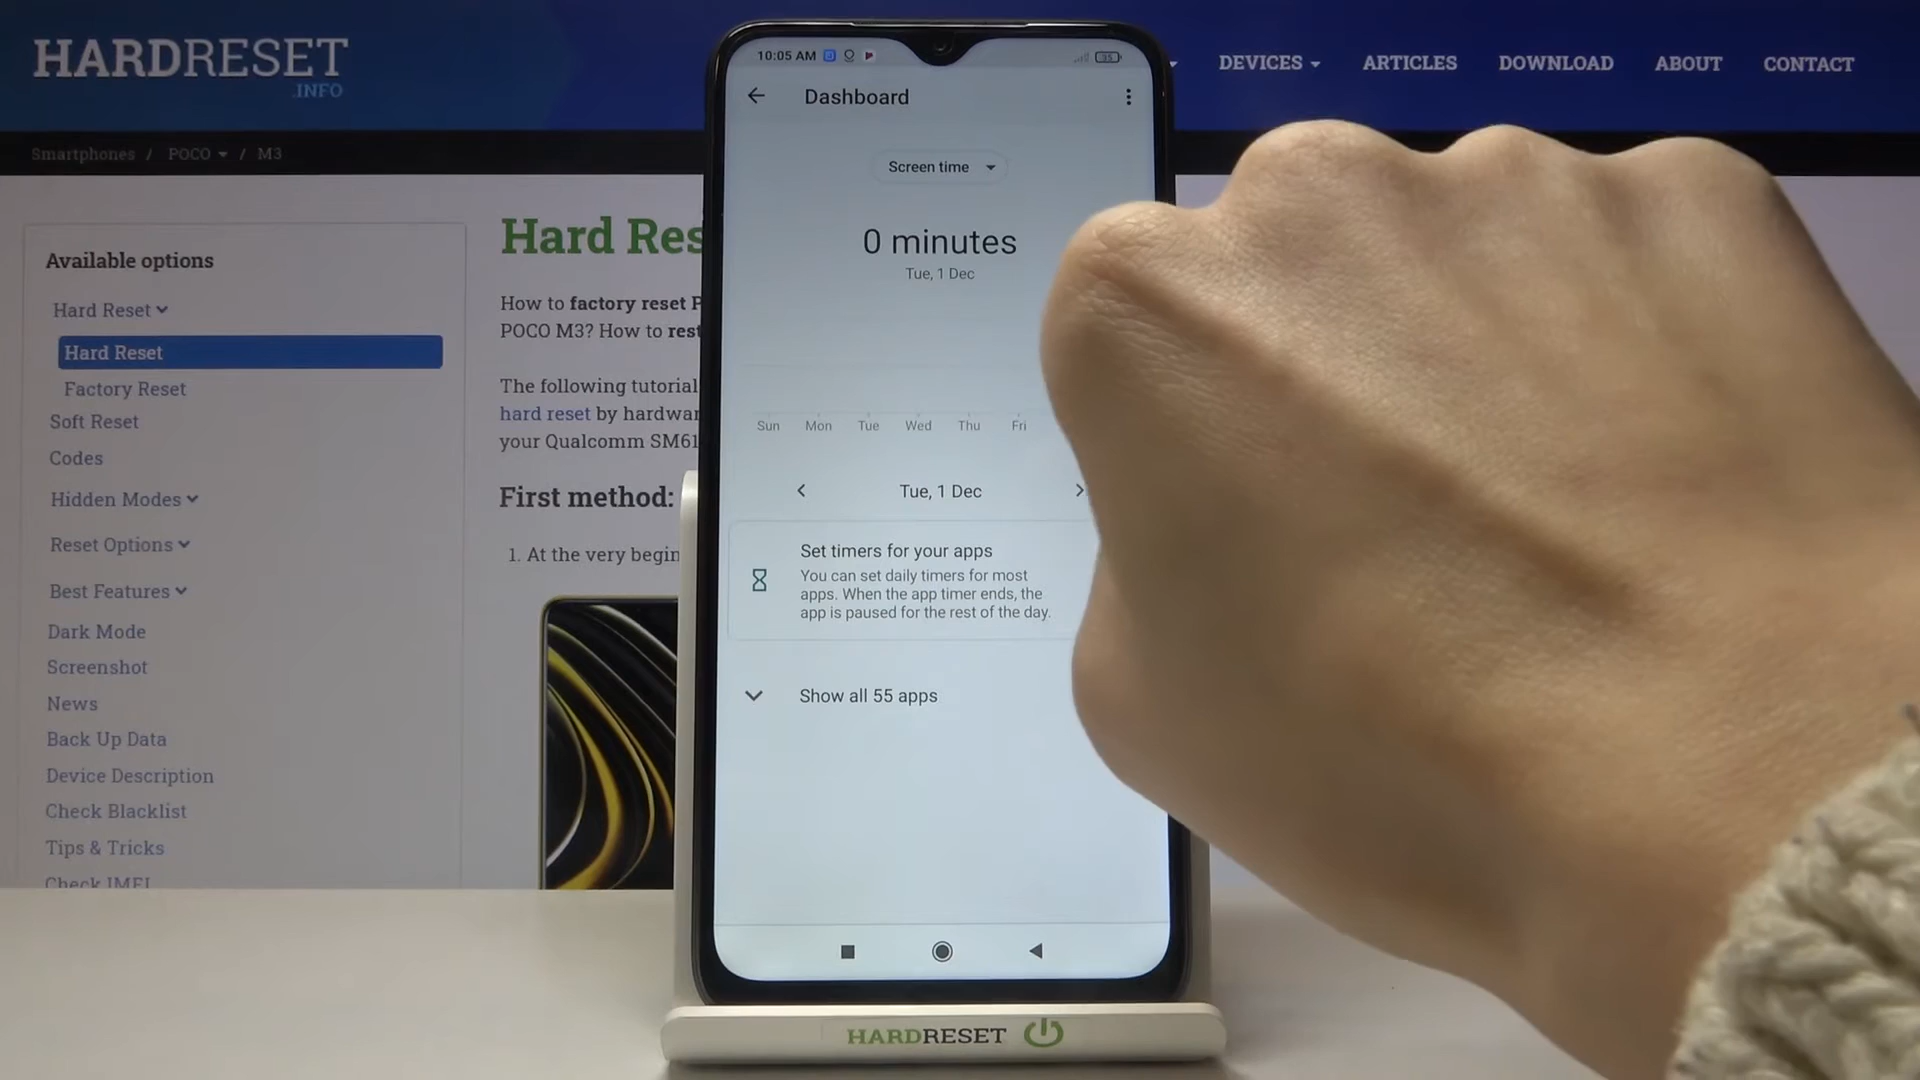 HARDRESET
.INFO
DEVICES
ARTICLES
DOWNLOAD
ABOUT
CONTACT
Smartphones / POCO / M3
Available options
Hard Reset
Hard Reset
Factory Reset
Soft Reset
Codes
Hidden Modes
Reset Options
Best Features
Dark Mode
Screenshot
News
Back Up Data
Device Description
Check Blacklist
Tips & Tricks
Check IMEI
Hard Res
How to factory reset P
POCO M3? How to rest
The following tutorial
hard reset by hardwar
your Qualcomm SM61
First method:
1. At the very begin
10:05 AM
35
Dashboard
Screen time
0 minutes
Tue, 1 Dec
Sun Mon Tue Wed Thu Fri
Tue, 1 Dec
Set timers for your apps
You can set daily timers for most
apps. When the app timer ends, the
app is paused for the rest of the day.
Show all 55 apps
HARDRESET